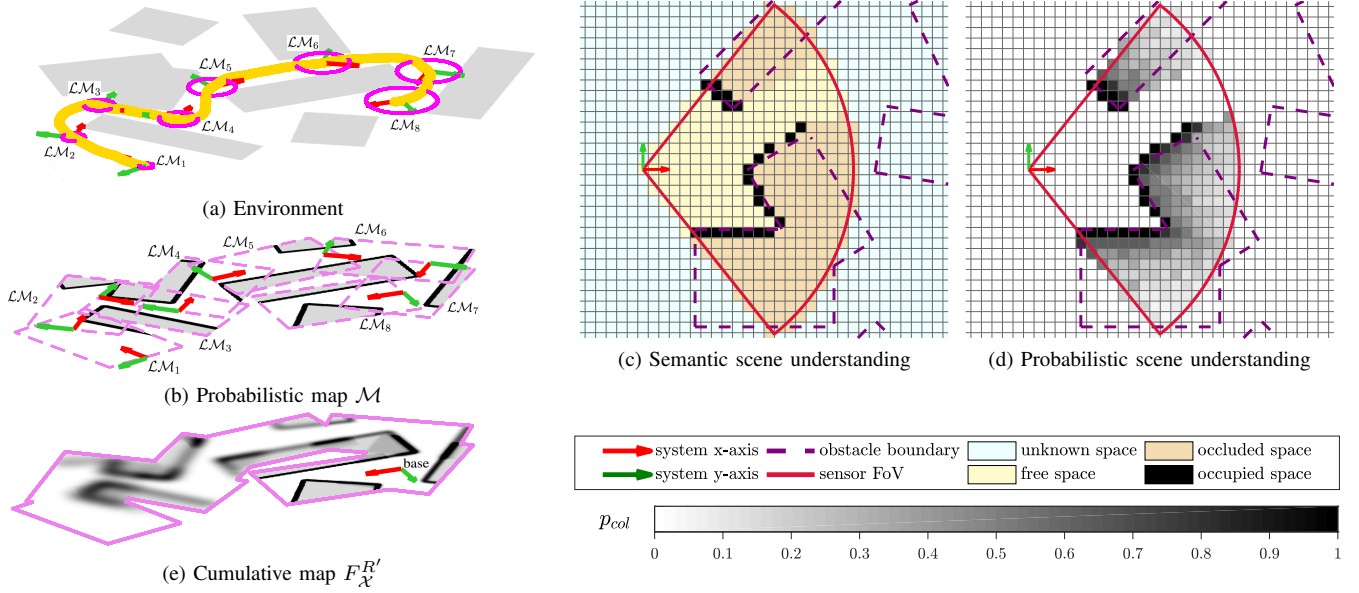 ℒℳ₆
ℒℳ₇
ℒℳ₅
ℒℳ₃
ℒℳ₄
ℒℳ₈
ℒℳ₂
ℒℳ₁
(a) Environment
ℒℳ₅
ℒℳ₆
ℒℳ₄
ℒℳ₂
ℒℳ₇
ℒℳ₈
ℒℳ₃
ℒℳ₁
(b) Probabilistic map ℳ
base
(e) Cumulative map F_𝒳^{R′}
(c) Semantic scene understanding
(d) Probabilistic scene understanding
system x-axis
obstacle boundary
unknown space
occluded space
system y-axis
sensor FoV
free space
occupied space
p_col
0 0.1 0.2 0.3 0.4 0.5 0.6 0.7 0.8 0.9 1